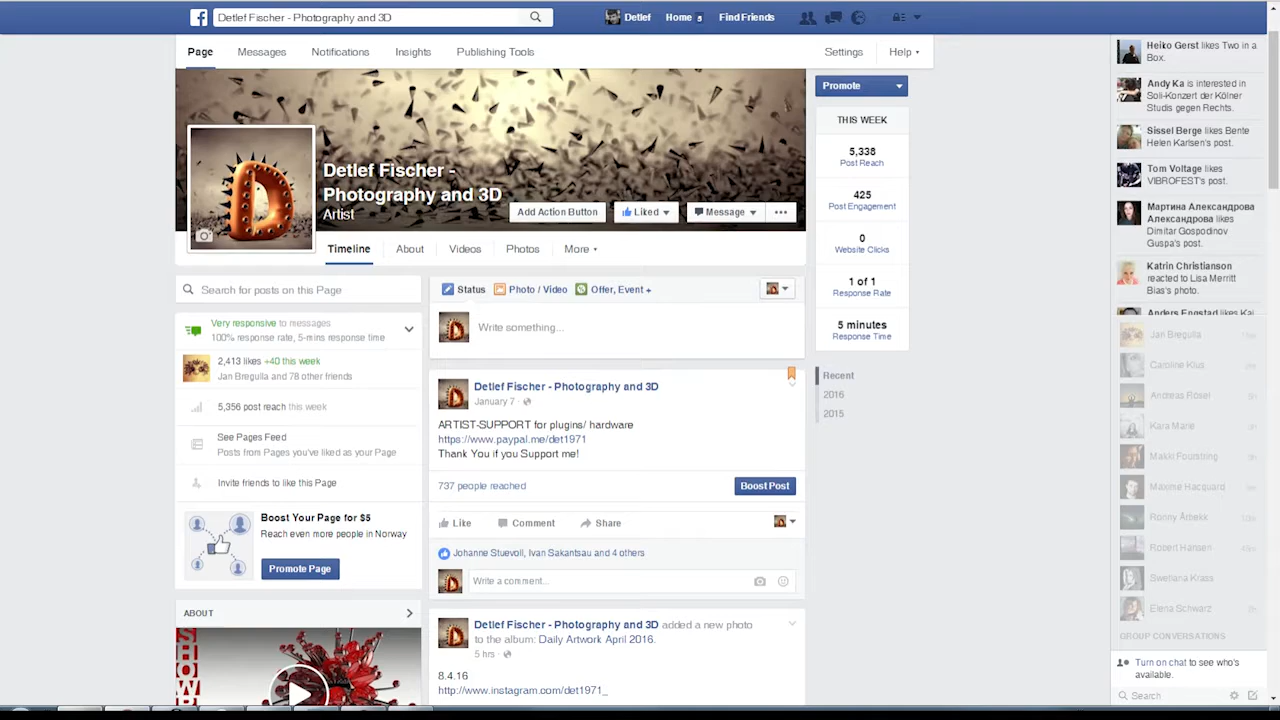 Detlef Fischer - Photography and 3D
Detlef Home 5 Find Friends
Page Messages Notifications Insights Publishing Tools Settings Help
Detlef Fischer -
Photography and 3D
Artist
Add Action Button Liked Message
Timeline About Videos Photos More
Promote
THIS WEEK
5,338
Post Reach
425
Post Engagement
0
Website Clicks
1 of 1
Response Rate
5 minutes
Response Time
Recent
2016
2015
Search for posts on this Page
Very responsive to messages
100% response rate, 5-mins response time
2,413 likes +40 this week
Jan Bregulla and 78 other friends
5,356 post reach this week
See Pages Feed
Posts from Pages you've liked as your Page
Invite friends to like this Page
Boost Your Page for $5
Reach even more people in Norway
Promote Page
ABOUT
Status Photo / Video Offer, Event +
Write something...
Detlef Fischer - Photography and 3D
January 7
ARTIST-SUPPORT for plugins/ hardware
https://www.paypal.me/det1971
Thank You if you Support me!
737 people reached
Boost Post
Like Comment Share
Johanne Stuevoll, Ivan Sakantsau and 4 others
Write a comment...
Detlef Fischer - Photography and 3D added a new photo
to the album: Daily Artwork April 2016.
5 hrs
8.4.16
http://www.instagram.com/det1971_
Heiko Gerst likes Two in a
Box.
Andy Ka is interested in
Soli-Konzert der Kölner
Studis gegen Rechts.
Sissel Berge likes Bente
Helen Karlsen's post.
Tom Voltage likes
VIBROFEST's post.
Мартина Александрова
Александрова likes
Dimitar Gospodinov
Guspa's post.
Katrin Christianson
reacted to Lisa Merritt
Bias's photo.
Anders Engstad likes Kai
Jan Bregulla
Caroline Klus
Andreas Rösel
Kara Marie
Makki Fourstring
Maxime Hacquard
Ronny Årbekk
Robert Hansen
Swetlana Krass
Elena Schwarz
GROUP CONVERSATIONS
Turn on chat to see who's
available.
Search